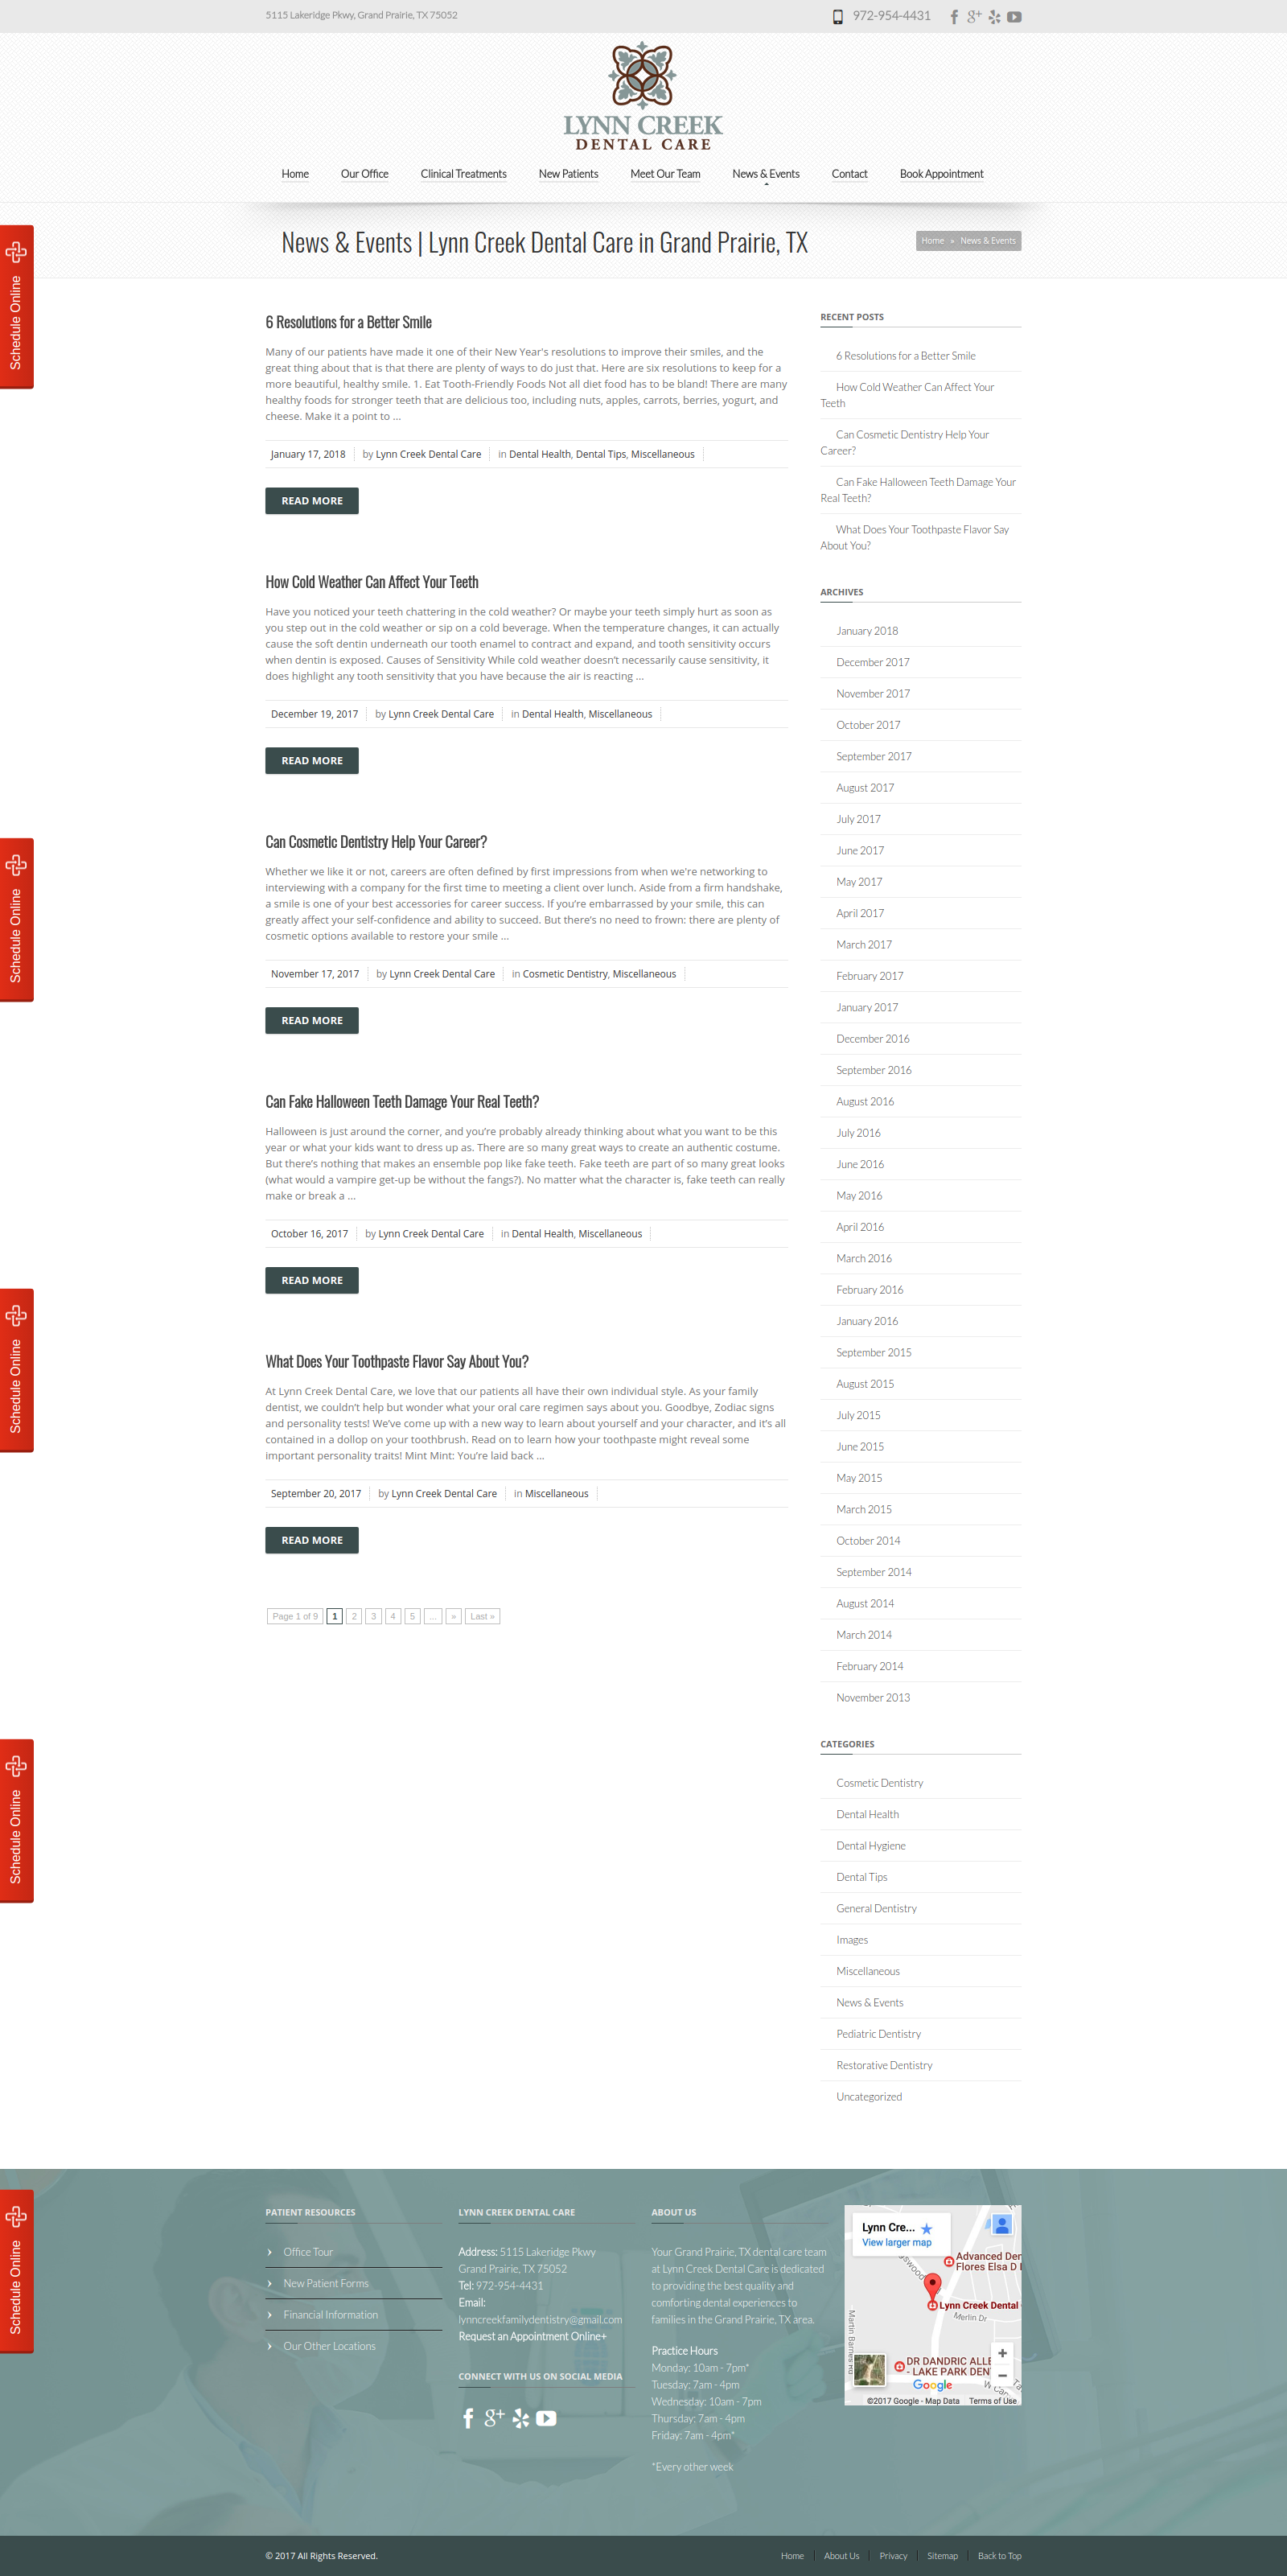 5115 Lakeridge Pkwy, Grand Prairie, TX 75052
972-954-4431
LYNN CREEK
DENTAL CARE
Home Our Office Clinical Treatments New Patients Meet Our Team News & Events Contact Book Appointment
News & Events | Lynn Creek Dental Care in Grand Prairie, TX
Home » News & Events
Schedule Online
6 Resolutions for a Better Smile
Many of our patients have made it one of their New Year's resolutions to improve their smiles, and the
great thing about that is that there are plenty of ways to do just that. Here are six resolutions to keep for a
more beautiful, healthy smile. 1. Eat Tooth-Friendly Foods Not all diet food has to be bland! There are many
healthy foods for stronger teeth that are delicious too, including nuts, apples, carrots, berries, yogurt, and
cheese. Make it a point to ...
January 17, 2018 by Lynn Creek Dental Care in Dental Health, Dental Tips, Miscellaneous
READ MORE
How Cold Weather Can Affect Your Teeth
Have you noticed your teeth chattering in the cold weather? Or maybe your teeth simply hurt as soon as
you step out in the cold weather or sip on a cold beverage. When the temperature changes, it can actually
cause the soft dentin underneath our tooth enamel to contract and expand, and tooth sensitivity occurs
when dentin is exposed. Causes of Sensitivity While cold weather doesn't necessarily cause sensitivity, it
does highlight any tooth sensitivity that you have because the air is reacting ...
December 19, 2017 by Lynn Creek Dental Care in Dental Health, Miscellaneous
READ MORE
Schedule Online
Can Cosmetic Dentistry Help Your Career?
Whether we like it or not, careers are often defined by first impressions from when we're networking to
interviewing with a company for the first time to meeting a client over lunch. Aside from a firm handshake,
a smile is one of your best accessories for career success. If you're embarrassed by your smile, this can
greatly affect your self-confidence and ability to succeed. But there's no need to frown: there are plenty of
cosmetic options available to restore your smile ...
November 17, 2017 by Lynn Creek Dental Care in Cosmetic Dentistry, Miscellaneous
READ MORE
Can Fake Halloween Teeth Damage Your Real Teeth?
Halloween is just around the corner, and you're probably already thinking about what you want to be this
year or what your kids want to dress up as. There are so many great ways to create an authentic costume.
But there's nothing that makes an ensemble pop like fake teeth. Fake teeth are part of so many great looks
(what would a vampire get-up be without the fangs?). No matter what the character is, fake teeth can really
make or break a ...
October 16, 2017 by Lynn Creek Dental Care in Dental Health, Miscellaneous
READ MORE
Schedule Online
What Does Your Toothpaste Flavor Say About You?
At Lynn Creek Dental Care, we love that our patients all have their own individual style. As your family
dentist, we couldn't help but wonder what your oral care regimen says about you. Goodbye, Zodiac signs
and personality tests! We've come up with a new way to learn about yourself and your character, and it's all
contained in a dollop on your toothbrush. Read on to learn how your toothpaste might reveal some
important personality traits! Mint Mint: You're laid back ...
September 20, 2017 by Lynn Creek Dental Care in Miscellaneous
READ MORE
Page 1 of 9 1 2 3 4 5 ... » Last »
Schedule Online
RECENT POSTS
6 Resolutions for a Better Smile
How Cold Weather Can Affect Your
Teeth
Can Cosmetic Dentistry Help Your
Career?
Can Fake Halloween Teeth Damage Your
Real Teeth?
What Does Your Toothpaste Flavor Say
About You?
ARCHIVES
January 2018
December 2017
November 2017
October 2017
September 2017
August 2017
July 2017
June 2017
May 2017
April 2017
March 2017
February 2017
January 2017
December 2016
September 2016
August 2016
July 2016
June 2016
May 2016
April 2016
March 2016
February 2016
January 2016
September 2015
August 2015
July 2015
June 2015
May 2015
March 2015
October 2014
September 2014
August 2014
March 2014
February 2014
November 2013
CATEGORIES
Cosmetic Dentistry
Dental Health
Dental Hygiene
Dental Tips
General Dentistry
Images
Miscellaneous
News & Events
Pediatric Dentistry
Restorative Dentistry
Uncategorized
Schedule Online
PATIENT RESOURCES
Office Tour
New Patient Forms
Financial Information
Our Other Locations
LYNN CREEK DENTAL CARE
Address: 5115 Lakeridge Pkwy
Grand Prairie, TX 75052
Tel: 972-954-4431
Email:
lynncreekfamilydentistry@gmail.com
Request an Appointment Online+
CONNECT WITH US ON SOCIAL MEDIA
ABOUT US
Your Grand Prairie, TX dental care team
at Lynn Creek Dental Care is dedicated
to providing the best quality and
comforting dental experiences to
families in the Grand Prairie, TX area.
Practice Hours
Monday: 10am - 7pm*
Tuesday: 7am - 4pm
Wednesday: 10am - 7pm
Thursday: 7am - 4pm
Friday: 7am - 4pm*
*Every other week
Lynn Cre...
View larger map
Advanced Den
Flores Elsa D
Lynn Creek Dental
Merlin Dr
DR DANDRIC ALLE
- LAKE PARK DENT
Google
©2017 Google - Map Data Terms of Use
© 2017 All Rights Reserved.
Home About Us Privacy Sitemap Back to Top